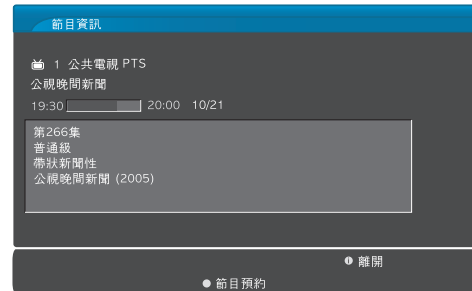 節目資訊
1 公共電視 PTS
公視晚間新聞
19:30 20:00 10/21
第266集
普通級
帶狀新聞性
公視晚間新聞 (2005)
離開
節目預約